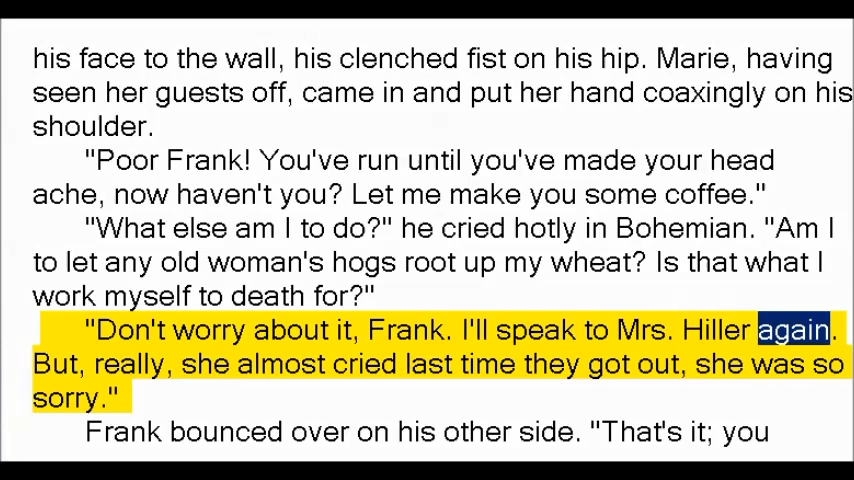 his face to the wall, his clenched fist on his hip. Marie, having
seen her guests off, came in and put her hand coaxingly on his
shoulder.
"Poor Frank! You've run until you've made your head
ache, now haven't you? Let me make you some coffee."
"What else am I to do?" he cried hotly in Bohemian. "Am I
to let any old woman's hogs root up my wheat? Is that what I
work myself to death for?"
"Don't worry about it, Frank. I'll speak to Mrs. Hiller again.
But, really, she almost cried last time they got out, she was so
sorry."
Frank bounced over on his other side. "That's it; you